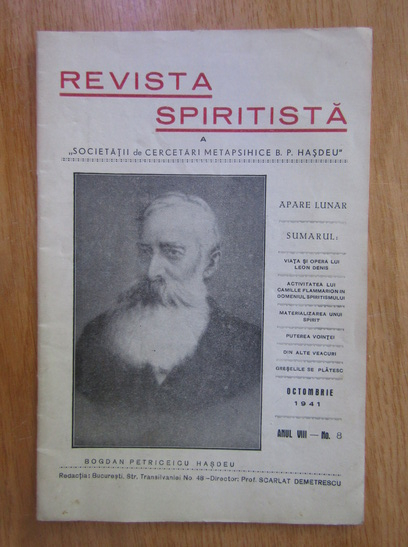 REVISTA
SPIRITISTĂ
A
„SOCIETĂȚII de CERCETĂRI METAPSIHICE B. P. HAȘDEU"
APARE LUNAR
SUMARUL:
VIAȚA ȘI OPERA LUI
LEON DENIS
ACTIVITATEA LUI
CAMILLE FLAMMARION IN
DOMENIUL SPIRITISMULUI
MATERIALIZAREA UNUI
SPIRIT
PUTEREA VOINȚEI
DIN ALTE VEACURI
GREȘELILE SE PLĂTESC
OCTOMBRIE
1941
ANUL VIII — No. 8
BOGDAN PETRICEICU HAȘDEU
Redacția: București, Str. Transilvaniei No. 48—Director: Prof. SCARLAT DEMETRESCU